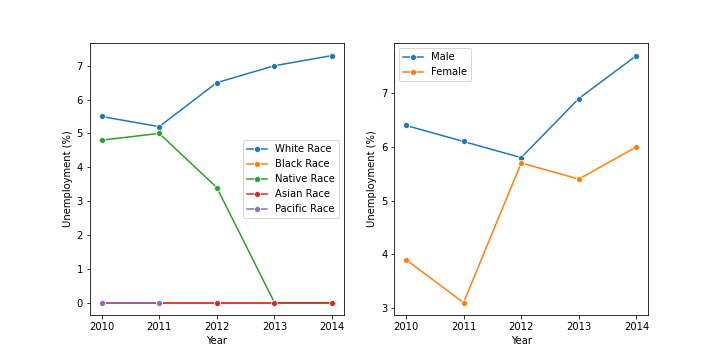 7
6
5
4
3
2
1
0
Unemployment (%)
White Race
Black Race
Native Race
Asian Race
Pacific Race
2010 2011 2012 2013 2014
Year
Male
Female
7
6
5
4
3
Unemployment (%)
2010 2011 2012 2013 2014
Year